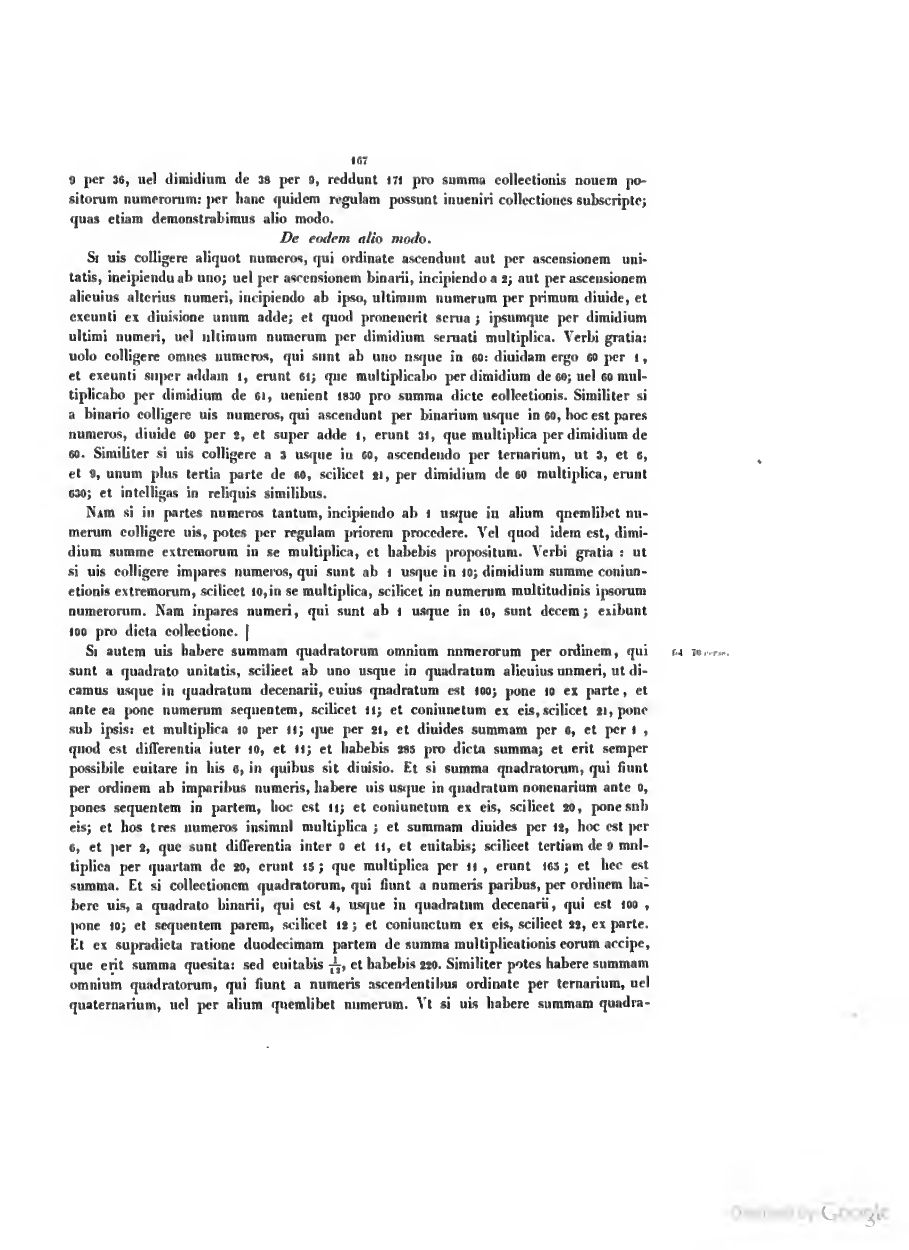 167
9 per 36, uel dimidium de 38 per 9, reddunt 171 pro summa collectionis nouem po-
sitorum numerorum: per hanc quidem regulam possunt inueniri collectiones subscripte;
quas etiam demonstrabimus alio modo.
De eodem alio modo.
Si uis colligere aliquot numeros, qui ordinate ascendunt aut per ascensionem uni-
tatis, incipiendu ab uno; uel per ascensionem binarii, incipiendo a 2; aut per ascensionem
alicuius alterius numeri, incipiendo ab ipso, ultimum numerum per primum diuide, et
exeunti ex diuisione unum adde; et quod prouenerit serua ; ipsumque per dimidium
ultimi numeri, uel ultimum numerum per dimidium seruati multiplica. Verbi gratia:
uolo colligere omnes numeros, qui sunt ab uno usque in 60: diuidam ergo 60 per 1,
et exeunti super addam 1, erunt 61; que multiplicabo per dimidium de 60; uel 60 mul-
tiplicabo per dimidium de 61, uenient 1830 pro summa dicte collectionis. Similiter si
a binario colligere uis numeros, qui ascendunt per binarium usque in 60, hoc est pares
numeros, diuide 60 per 2, et super adde 1, erunt 31, que multiplica per dimidium de
60. Similiter si uis colligere a 3 usque in 60, ascendendo per ternarium, ut 3, et 6,
et 9, unum plus tertia parte de 60, scilicet 21, per dimidium de 60 multiplica, erunt
630; et intelligas in reliquis similibus.
Nam si in partes numeros tantum, incipiendo ab 1 usque in alium quemlibet nu-
merum colligere uis, potes per regulam priorem procedere. Vel quod idem est, dimi-
dium summe extremorum in se multiplica, et habebis propositum. Verbi gratia : ut
si uis colligere impares numeros, qui sunt ab 1 usque in 10; dimidium summe coniun-
ctionis extremorum, scilicet 10, in se multiplica, scilicet in numerum multitudinis ipsorum
numerorum. Nam inpares numeri, qui sunt ab 1 usque in 10, sunt decem; exibunt
100 pro dicta collectione. |
Si autem uis habere summam quadratorum omnium numerorum per ordinem, qui
sunt a quadrato unitatis, scilicet ab uno usque in quadratum alicuius unmeri, ut di-
camus usque in quadratum decenarii, cuius quadratum est 100; pone 10 ex parte, et
ante ea pone numerum sequentem, scilicet 11; et coniunctum ex eis, scilicet 21, pone
sub ipsis: et multiplica 10 per 11; que per 21, et diuides summam per 6, et per 1 ,
quod est differentia inter 10, et 11; et habebis 285 pro dicta summa; et erit semper
possibile euitare in his 6, in quibus sit diuisio. Et si summa quadratorum, qui fiunt
per ordinem ab imparibus numeris, habere uis usque in quadratum nonenarium ante 9,
pones sequentem in partem, hoc est 11; et coniunctum ex eis, scilicet 20, pone sub
eis; et hos tres numeros insimul multiplica ; et summam diuides per 12, hoc est per
6, et per 2, que sunt differentia inter 9 et 11, et euitabis; scilicet tertiam de 9 mul-
tiplica per quartam de 20, erunt 15 ; que multiplica per 11 , erunt 165 ; et hec est
summa. Et si collectionem quadratorum, qui fiunt a numeris paribus, per ordinem ha-
bere uis, a quadrato binarii, qui est 4, usque in quadratum decenarii, qui est 100 ,
pone 10; et sequentem parem, scilicet 12 ; et coniunctum ex eis, scilicet 22, ex parte.
Et ex supradicta ratione duodecimam partem de summa multiplicationis eorum accipe,
que erit summa quesita: sed euitabis 1/12, et habebis 220. Similiter potes habere summam
omnium quadratorum, qui fiunt a numeris ascendentibus ordinate per ternarium, uel
quaternarium, uel per alium quemlibet numerum. Vt si uis habere summam quadra-
Google